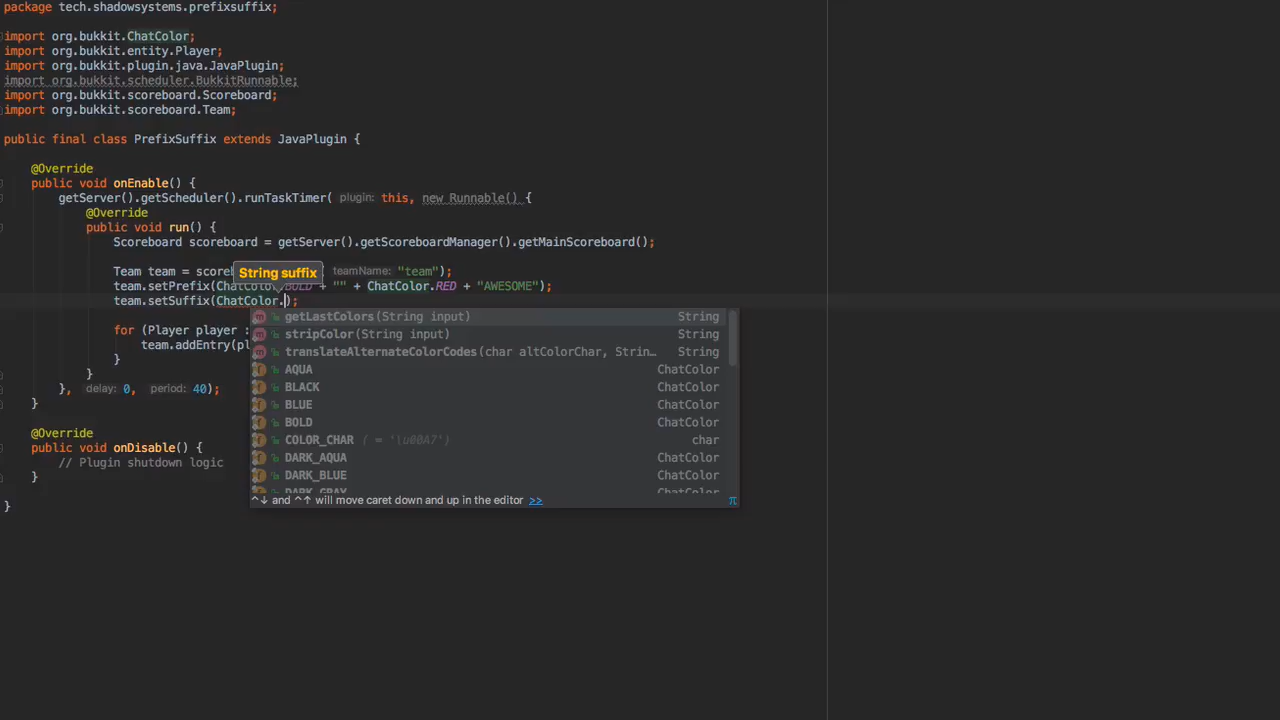 package tech.shadowsystems.prefixsuffix;
import org.bukkit.ChatColor;
import org.bukkit.entity.Player;
import org.bukkit.plugin.java.JavaPlugin;
import org.bukkit.scheduler.BukkitRunnable;
import org.bukkit.scoreboard.Scoreboard;
import org.bukkit.scoreboard.Team;
public final class PrefixSuffix extends JavaPlugin {
@Override
public void onEnable() {
getServer().getScheduler().runTaskTimer( plugin: this, new Runnable() {
@Override
public void run() {
Scoreboard scoreboard = getServer().getScoreboardManager().getMainScoreboard();
Team team = scoreb teamName: "team");
String suffix
team.setPrefix(ChatColor.BOLD + "" + ChatColor.RED + "AWESOME");
team.setSuffix(ChatColor.);
getLastColors(String input) String
for (Player player :
stripColor(String input) String
team.addEntry(pl
translateAlternateColorCodes(char altColorChar, Strin… String
}
AQUA ChatColor
}
BLACK ChatColor
}, delay: 0, period: 40);
BLUE ChatColor
}
BOLD ChatColor
@Override
COLOR_CHAR ( = '\u00A7') char
public void onDisable() {
DARK_AQUA ChatColor
// Plugin shutdown logic
DARK_BLUE ChatColor
}
DARK_GRAY ChatColor
^↓ and ^↑ will move caret down and up in the editor >> π
}